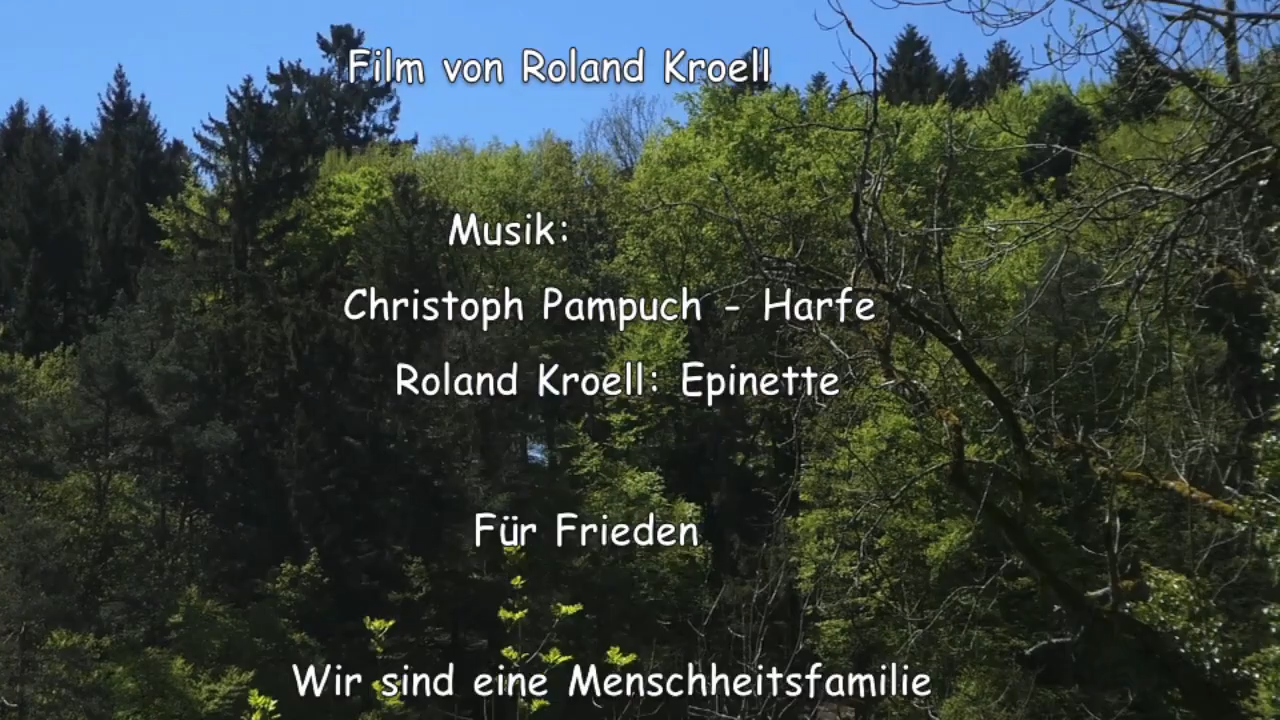 Film von Roland Kroell
Musik:
Christoph Pampuch - Harfe
Roland Kroell: Epinette
Für Frieden
Wir sind eine Menschheitsfamilie